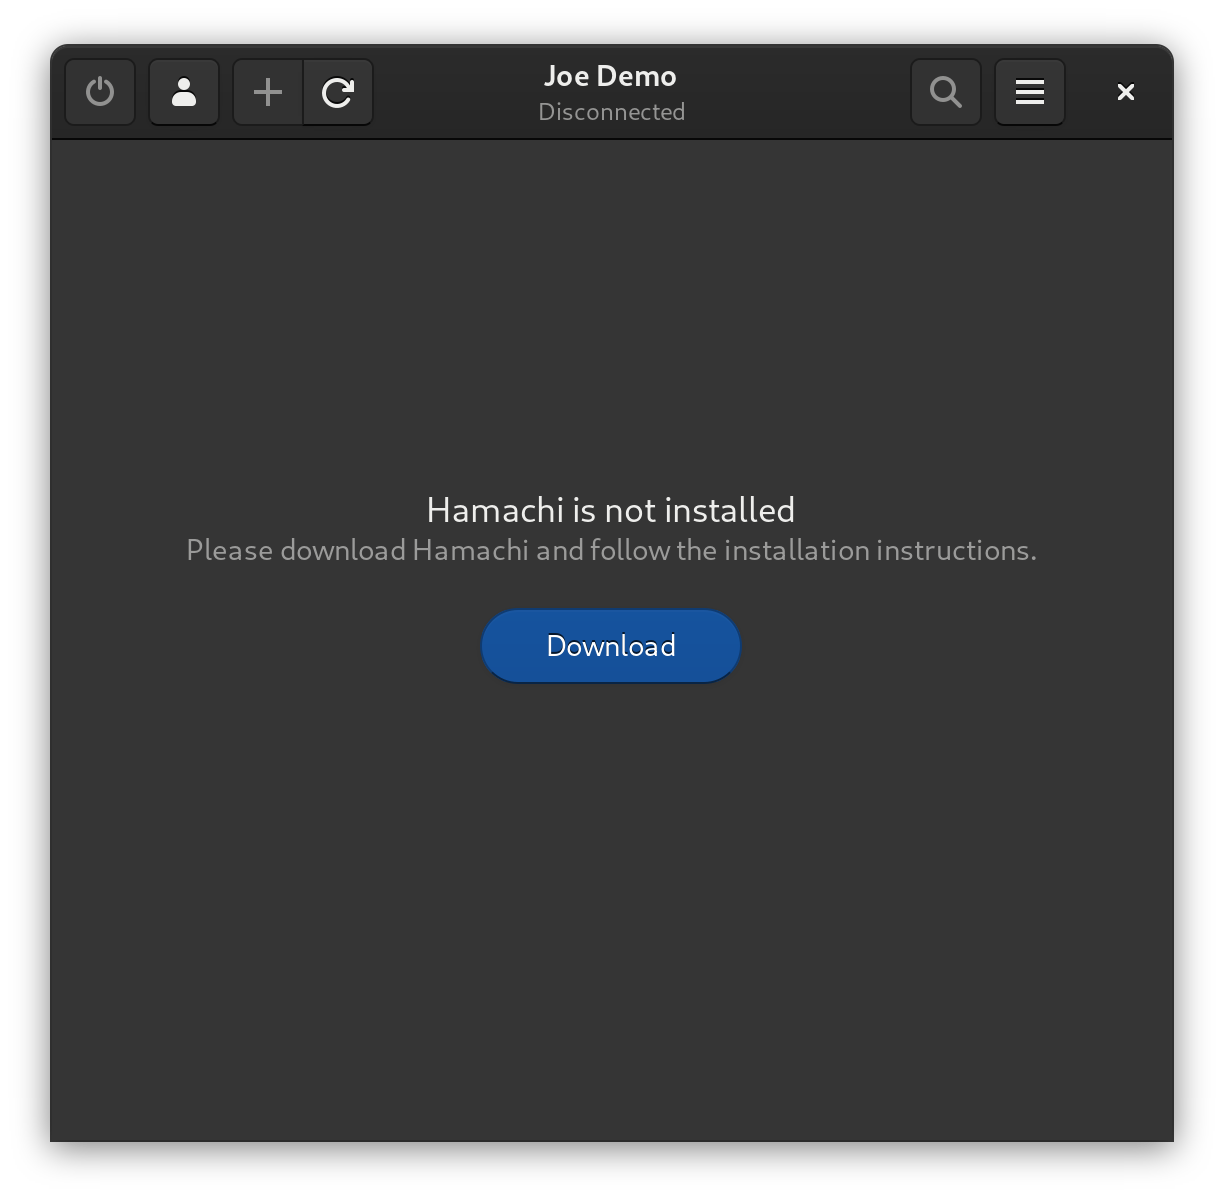 Joe Demo
Disconnected
Hamachi is not installed
Please download Hamachi and follow the installation instructions.
Download